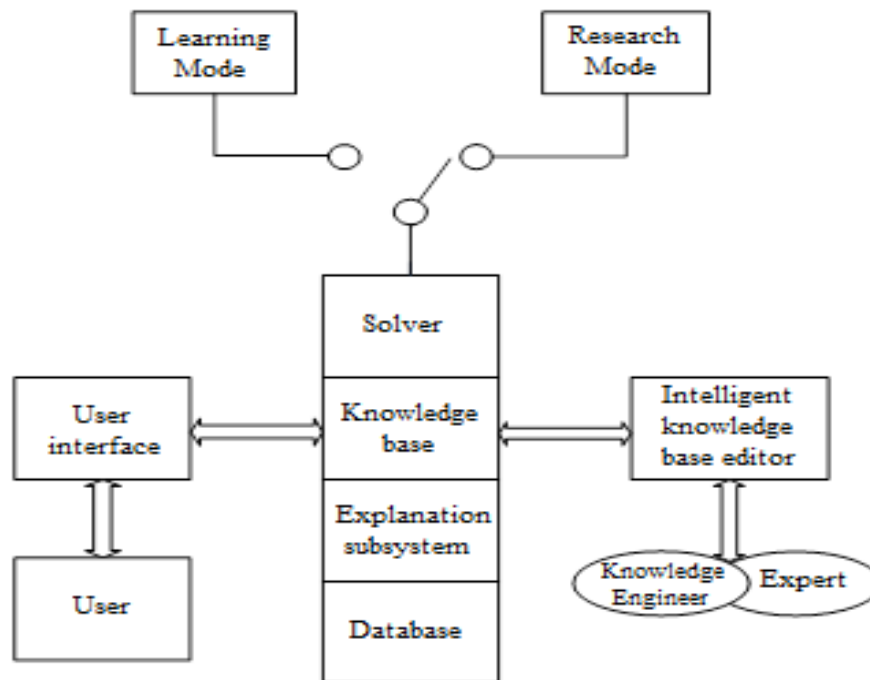 Learning
Mode
Research
Mode
Solver
User
interface
Knowledge
base
Intelligent
knowledge
base editor
Explanation
subsystem
User
Knowledge
Engineer
Expert
Database